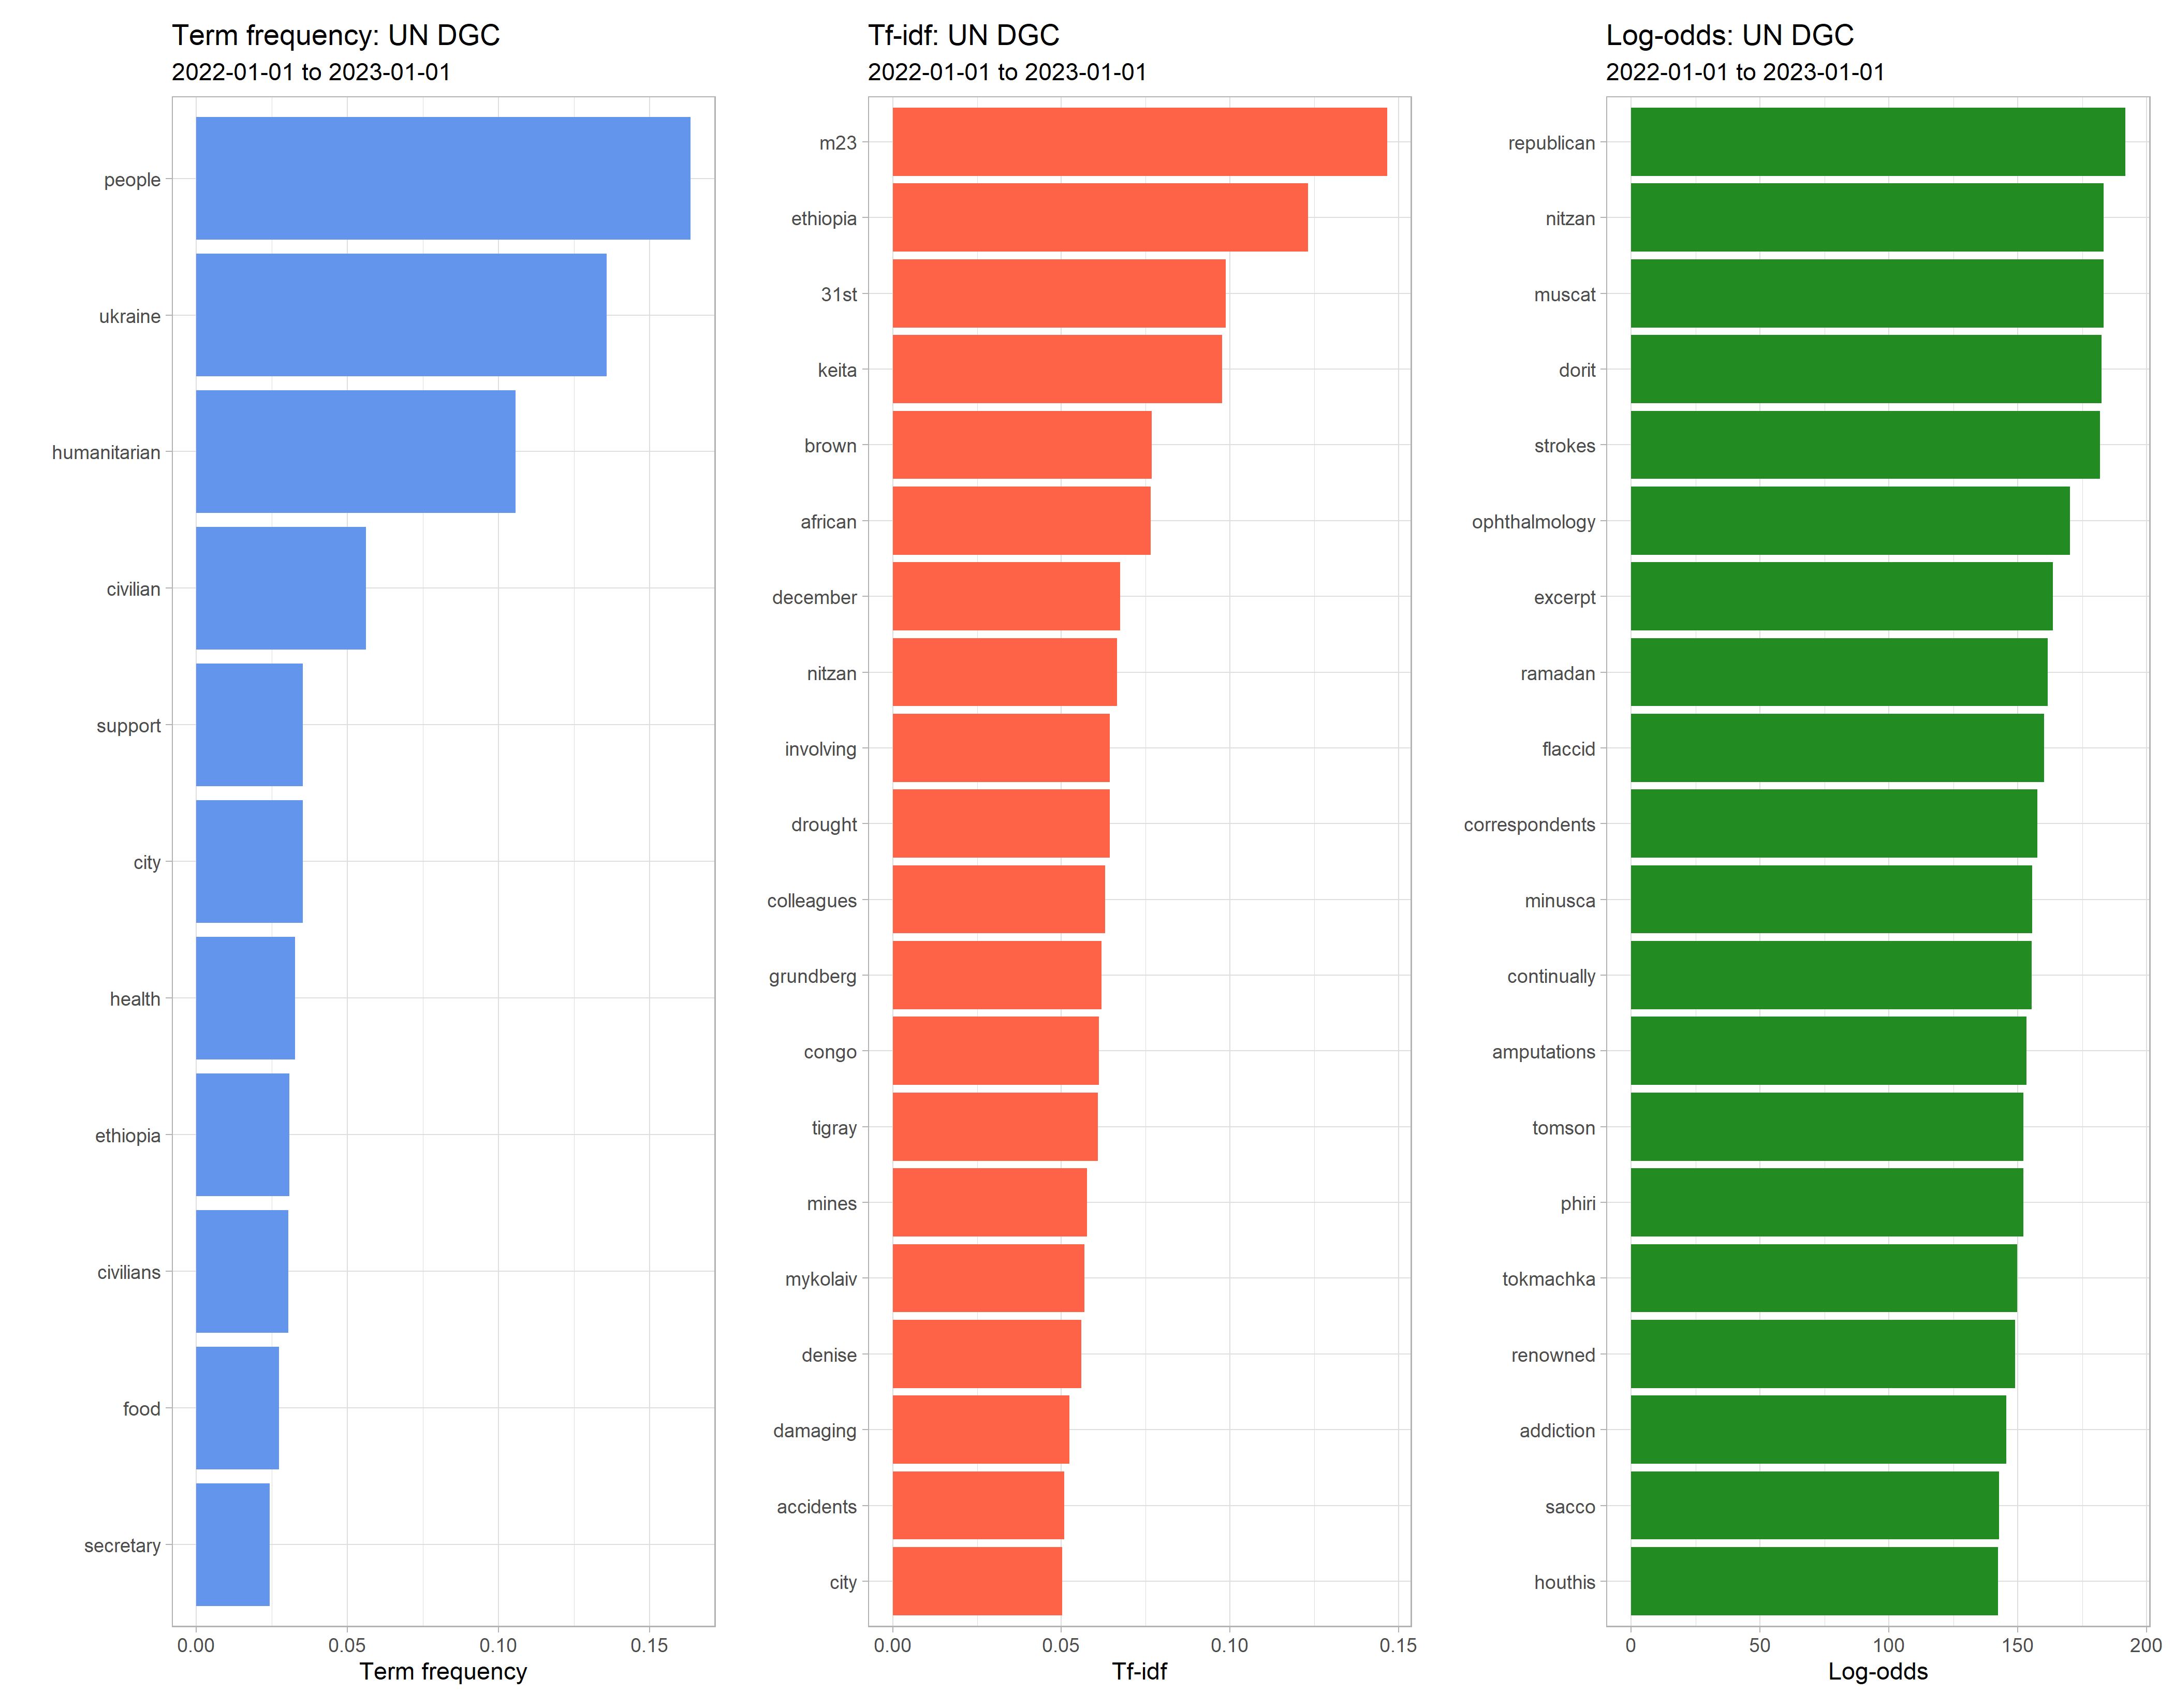 Term frequency: UN DGC
2022-01-01 to 2023-01-01
people
ukraine
humanitarian
civilian
support
city
health
ethiopia
civilians
food
secretary
0.00 0.05 0.10 0.15
Term frequency
Tf-idf: UN DGC
2022-01-01 to 2023-01-01
m23
ethiopia
31st
keita
brown
african
december
nitzan
involving
drought
colleagues
grundberg
congo
tigray
mines
mykolaiv
denise
damaging
accidents
city
0.00 0.05 0.10 0.15
Tf-idf
Log-odds: UN DGC
2022-01-01 to 2023-01-01
republican
nitzan
muscat
dorit
strokes
ophthalmology
excerpt
ramadan
flaccid
correspondents
minusca
continually
amputations
tomson
phiri
tokmachka
renowned
addiction
sacco
houthis
0 50 100 150 200
Log-odds